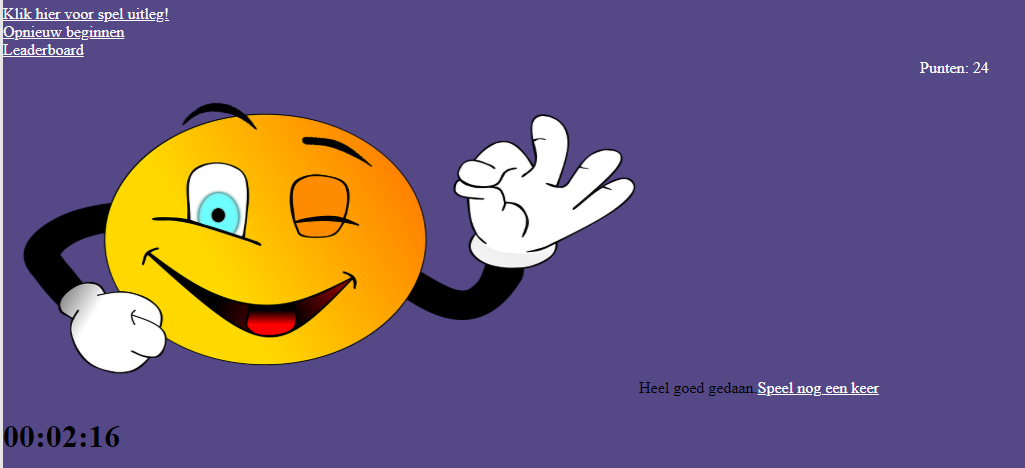 Klik hier voor spel uitleg!
Opnieuw beginnen
Leaderboard
Punten: 24
Heel goed gedaan.Speel nog een keer
00:02:16